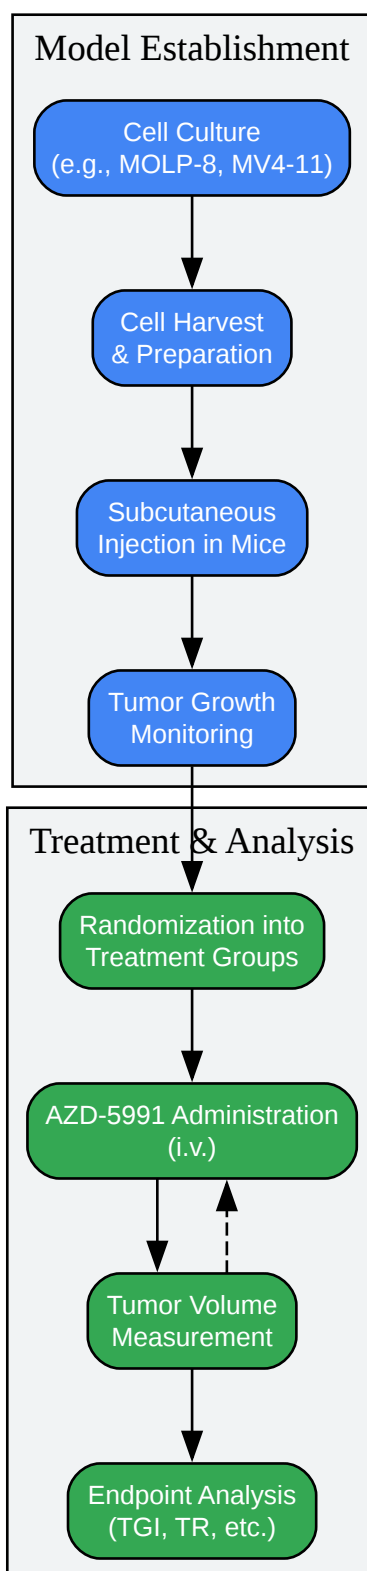 Model Establishment
Cell Culture
(e.g., MOLP-8, MV4-11)
Cell Harvest
& Preparation
Subcutaneous
Injection in Mice
Tumor Growth
Monitoring
Treatment & Analysis
Randomization into
Treatment Groups
AZD-5991 Administration
(i.v.)
Tumor Volume
Measurement
Endpoint Analysis
(TGI, TR, etc.)